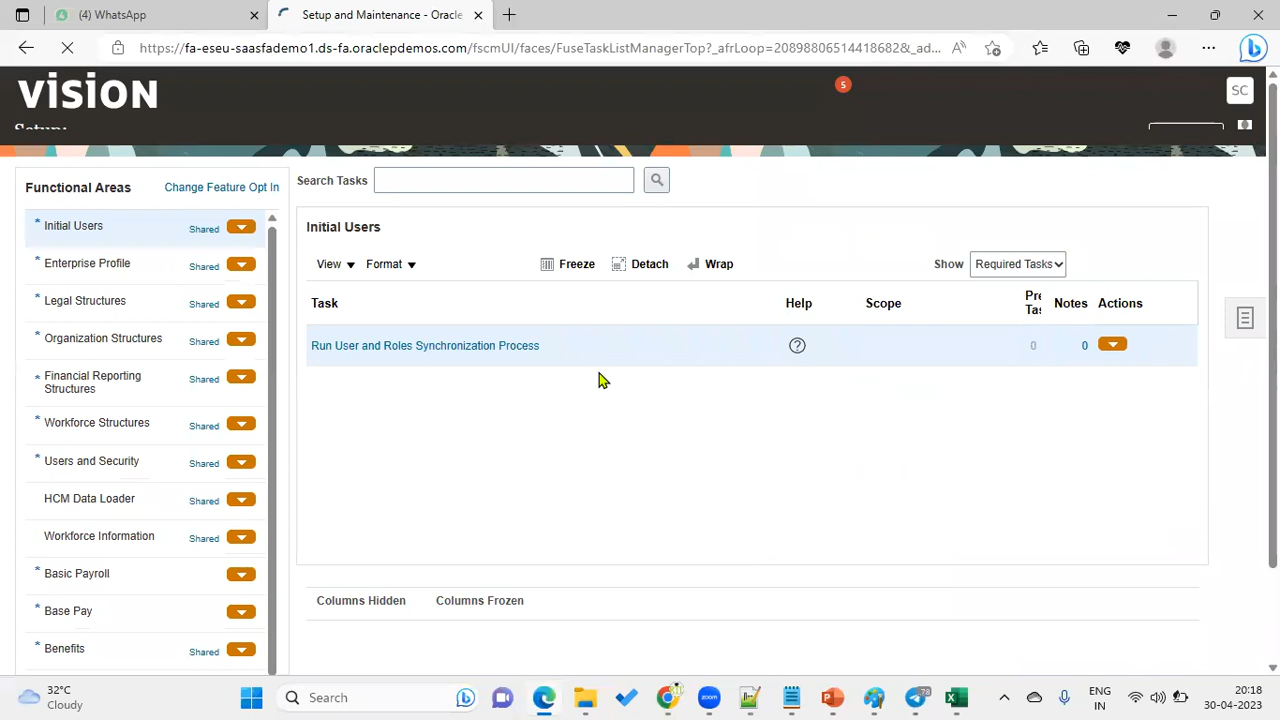 (4) WhatsApp
Setup and Maintenance - Oracle
https://fa-eseu-saasfademo1.ds-fa.oraclepdemos.com/fscmUI/faces/FuseTaskListManagerTop?_afrLoop=20898806514418682&_ad...
vision
5
SC
Setup:
Functional Areas
Change Feature Opt In
Search Tasks
* Initial Users Shared
* Enterprise Profile Shared
* Legal Structures Shared
* Organization Structures Shared
* Financial Reporting Structures Shared
* Workforce Structures Shared
* Users and Security Shared
HCM Data Loader Shared
Workforce Information Shared
* Basic Payroll
* Base Pay
* Benefits Shared
Initial Users
View Format Freeze Detach Wrap Show Required Tasks
Task Help Scope Pre Tas Notes Actions
Run User and Roles Synchronization Process 0 0
Columns Hidden Columns Frozen
32°C
Cloudy
Search
78
ENG
IN
20:18
30-04-2023